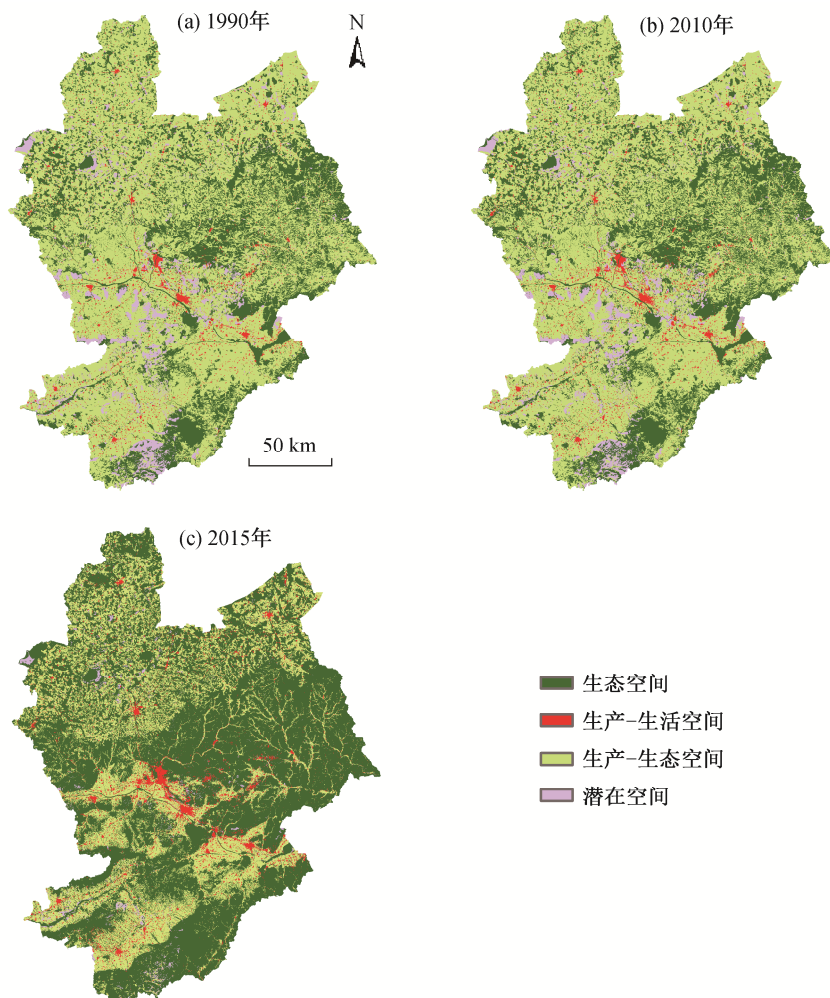 (a) 1990年
N
(b) 2010年
50 km
(c) 2015年
生态空间
生产-生活空间
生产-生态空间
潜在空间